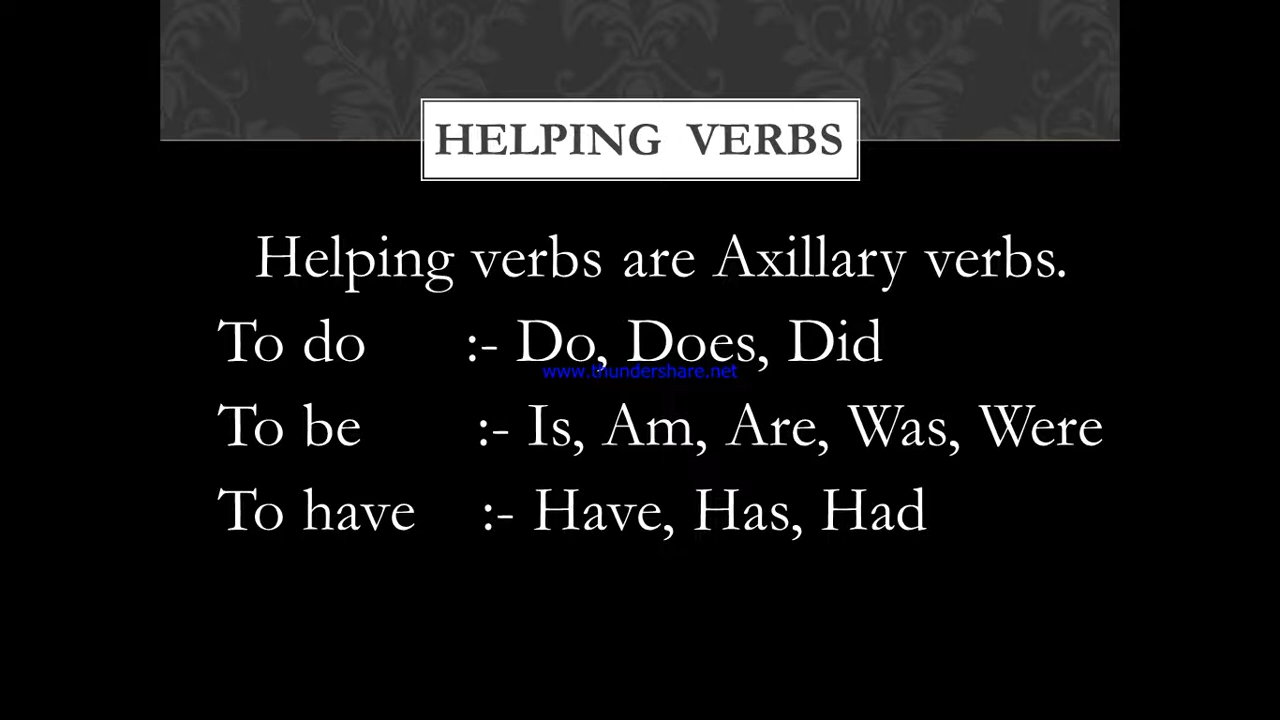 HELPING VERBS
Helping verbs are Axillary verbs.
To do :- Do, Does, Did
www.thundershare.net
To be :- Is, Am, Are, Was, Were
To have :- Have, Has, Had